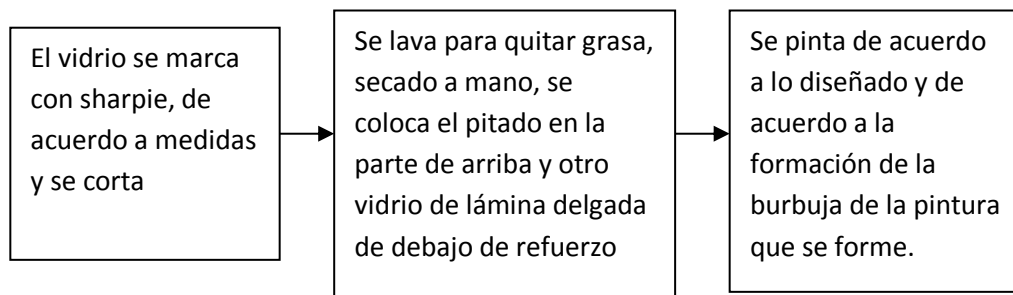 El vidrio se marca
con sharpie, de
acuerdo a medidas
y se corta
Se lava para quitar grasa,
secado a mano, se
coloca el pitado en la
parte de arriba y otro
vidrio de lámina delgada
de debajo de refuerzo
Se pinta de acuerdo
a lo diseñado y de
acuerdo a la
formación de la
burbuja de la pintura
que se forme.